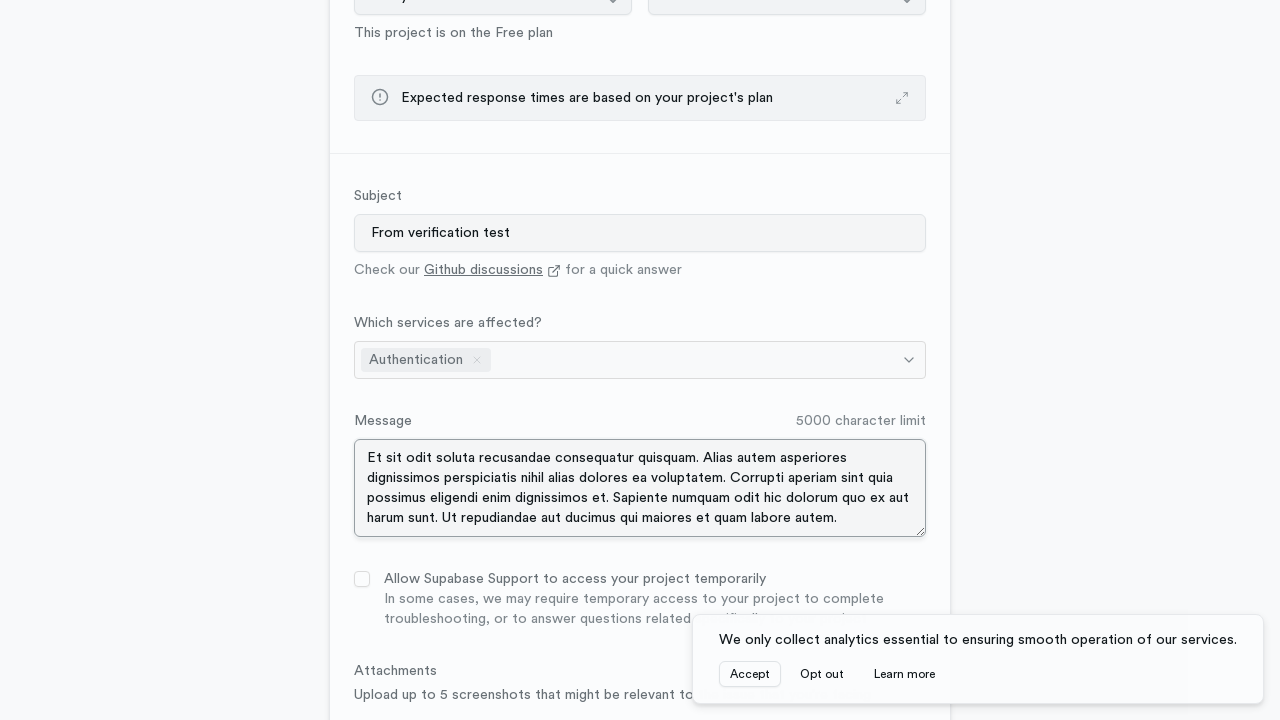 This project is on the Free plan
Expected response times are based on your project's plan
Subject
From verification test
Check our Github discussions for a quick answer
Which services are affected?
Authentication
Message
5000 character limit
Et sit odit soluta recusandae consequatur quisquam. Alias autem asperiores
dignissimos perspiciatis nihil alias dolores ea voluptatem. Corrupti aperiam sint quia
possimus eligendi enim dignissimos et. Sapiente numquam odit hic dolorum quo ex aut
harum sunt. Ut repudiandae aut ducimus qui maiores et quam labore autem.
Allow Supabase Support to access your project temporarily
In some cases, we may require temporary access to your project to complete
troubleshooting, or to answer questions related
We only collect analytics essential to ensuring smooth operation of our services.
Accept
Opt out
Learn more
Attachments
Upload up to 5 screenshots that might be relevant to